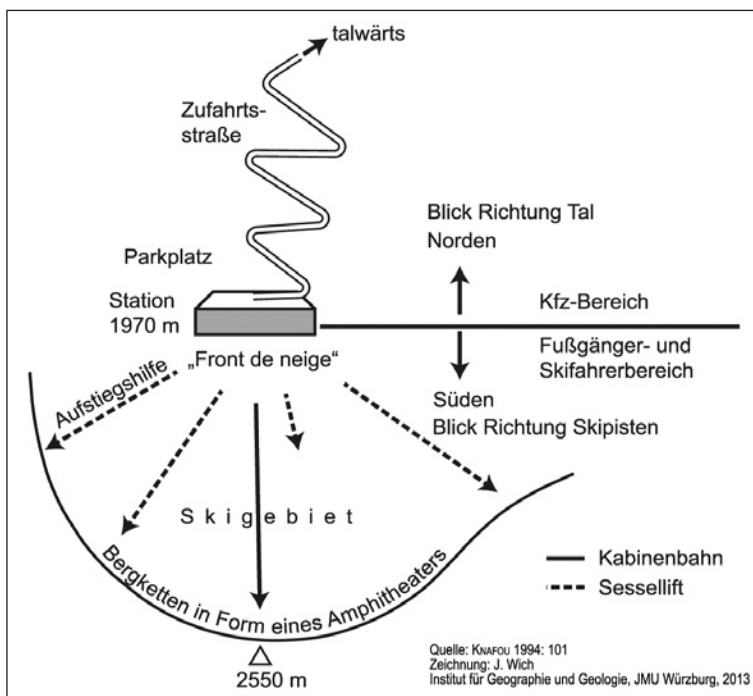 talwärts
Zufahrts-
straße
Blick Richtung Tal
Norden
Parkplatz
Station
1970 m
Kfz-Bereich
Fußgänger- und
Skifahrerbereich
„Front de neige“
Aufstiegshilfe
Süden
Blick Richtung Skipisten
Skigebiet
Bergketten in Form eines Amphitheaters
Kabinenbahn
Sessellift
2550 m
Quelle: KNAFOU 1994: 101
Zeichnung: J. Wich
Institut für Geographie und Geologie, JMU Würzburg, 2013